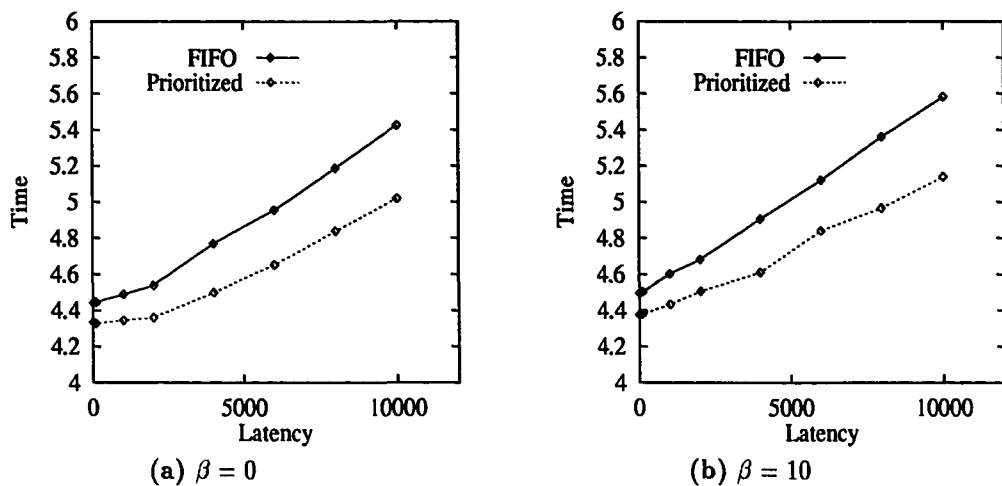 6
5.8
5.6
5.4
5.2
5
4.8
4.6
4.4
4.2
4
Time
FIFO
Prioritized
0
5000
10000
Latency
(a) β = 0
6
5.8
5.6
5.4
5.2
5
4.8
4.6
4.4
4.2
4
Time
FIFO
Prioritized
0
5000
10000
Latency
(b) β = 10